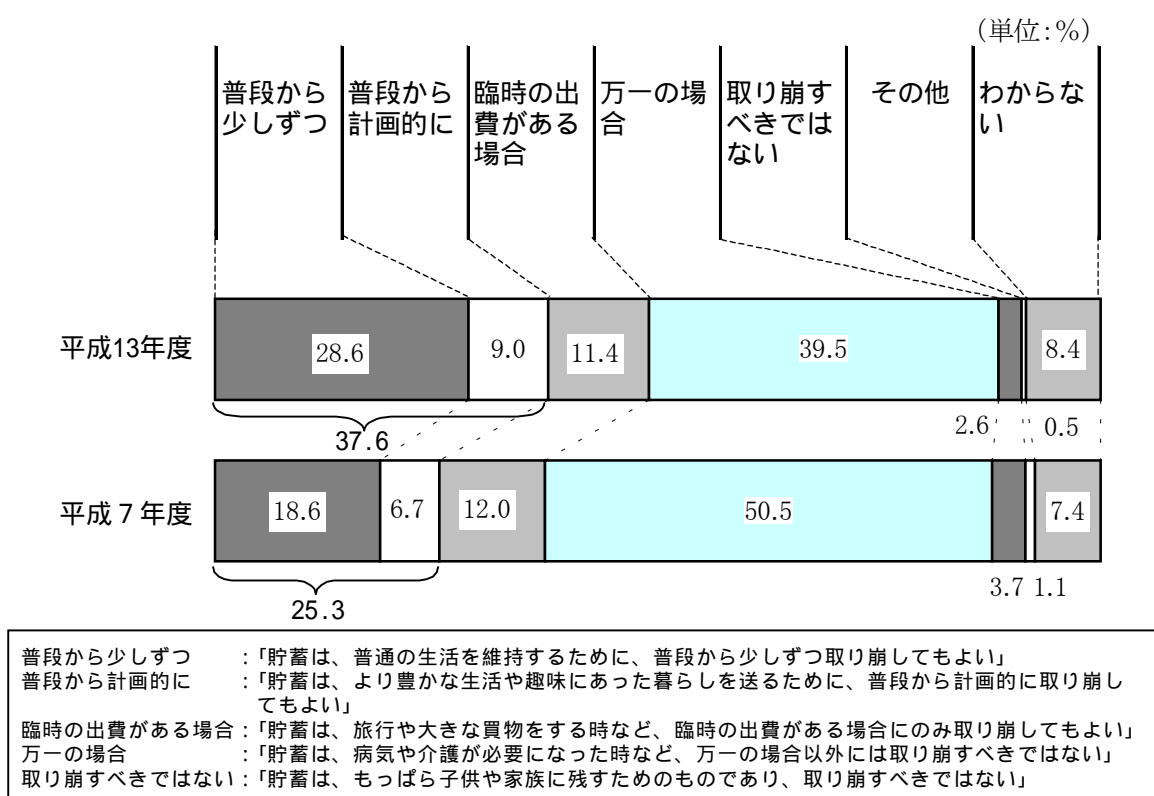 （単位：％）
普段から
少しずつ
普段から
計画的に
臨時の出
費がある
場合
万一の場
合
取り崩す
べきでは
ない
その他
わからな
い
平成13年度
28.6
9.0
11.4
39.5
8.4
2.6
0.5
37.6
平成７年度
18.6
6.7
12.0
50.5
7.4
3.7
1.1
25.3
普段から少しずつ　：「貯蓄は、普通の生活を維持するために、普段から少しずつ取り崩してもよい」
普段から計画的に　：「貯蓄は、より豊かな生活や趣味にあった暮らしを送るために、普段から計画的に取り崩し
てもよい」
臨時の出費がある場合：「貯蓄は、旅行や大きな買物をする時など、臨時の出費がある場合にのみ取り崩してもよい」
万一の場合　：「貯蓄は、病気や介護が必要になった時など、万一の場合以外には取り崩すべきではない」
取り崩すべきではない：「貯蓄は、もっぱら子供や家族に残すためのものであり、取り崩すべきではない」